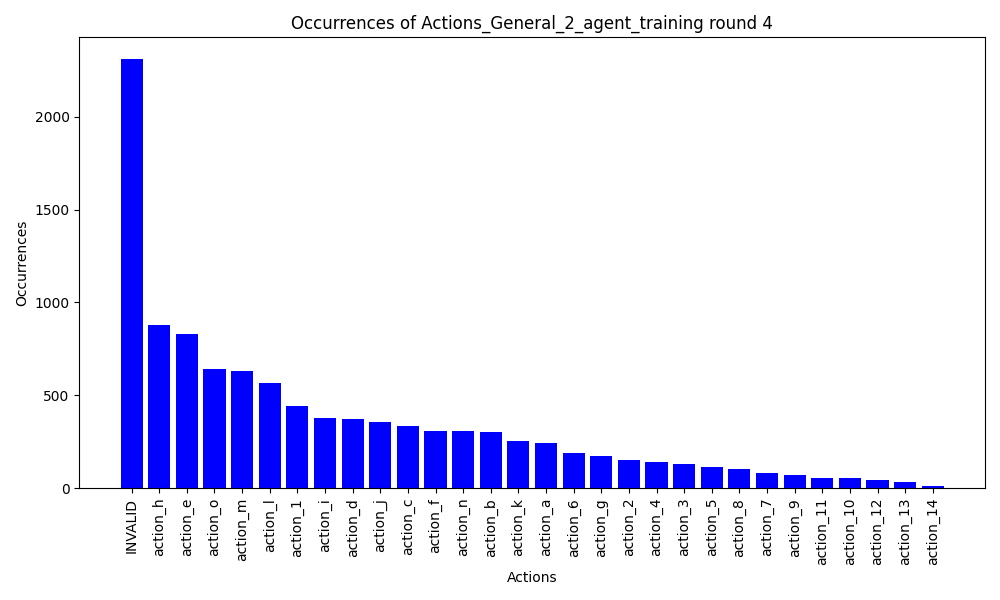 Occurrences of Actions_General_2_agent_training round 4
Occurrences
2000
1500
1000
500
0
INVALID
action_h
action_e
action_o
action_m
action_l
action_1
action_i
action_d
action_j
action_c
action_f
action_n
action_b
action_k
action_a
action_6
action_g
action_2
action_4
action_3
action_5
action_8
action_7
action_9
action_11
action_10
action_12
action_13
action_14
Actions